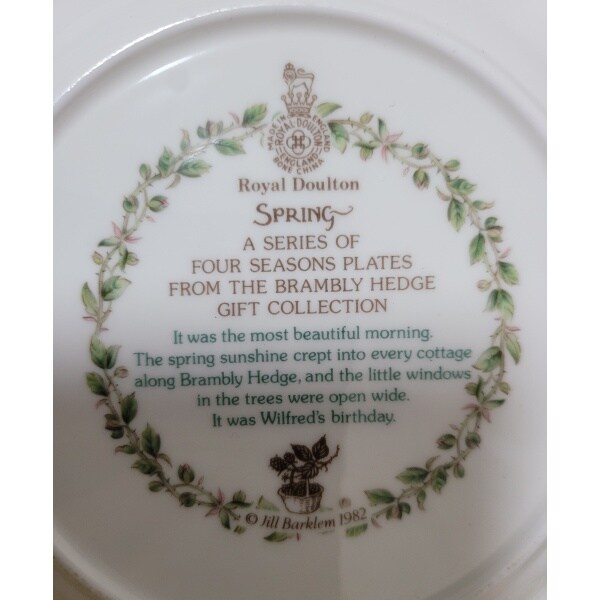 MADE IN ENGLAND
ROYAL DOULTON
ENGLAND
BONE CHINA
Royal Doulton
SPRING
A SERIES OF
FOUR SEASONS PLATES
FROM THE BRAMBLY HEDGE
GIFT COLLECTION
It was the most beautiful morning.
The spring sunshine crept into every cottage
along Brambly Hedge, and the little windows
in the trees were open wide.
It was Wilfred's birthday.
© Jill Barklem 1982